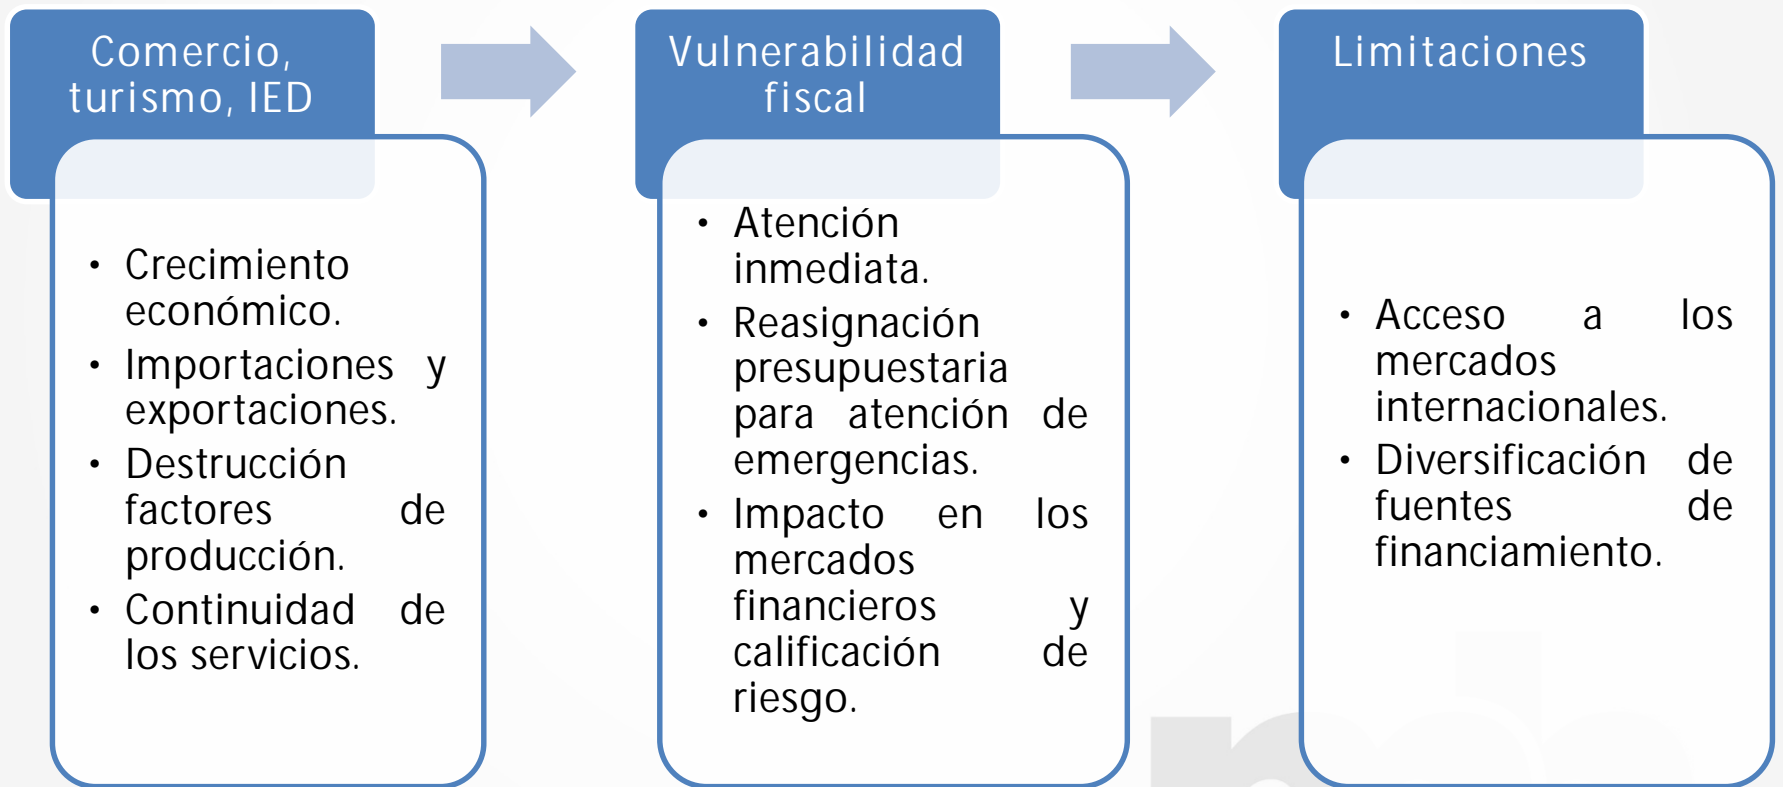 Comercio,
turismo, IED
• Crecimiento
económico.
• Importaciones y
exportaciones.
• Destrucción
factores de
producción.
• Continuidad de
los servicios.
Vulnerabilidad
fiscal
• Atención
inmediata.
• Reasignación
presupuestaria
para atención de
emergencias.
• Impacto en los
mercados
financieros y
calificación de
riesgo.
Limitaciones
• Acceso a los
mercados
internacionales.
• Diversificación de
fuentes de
financiamiento.